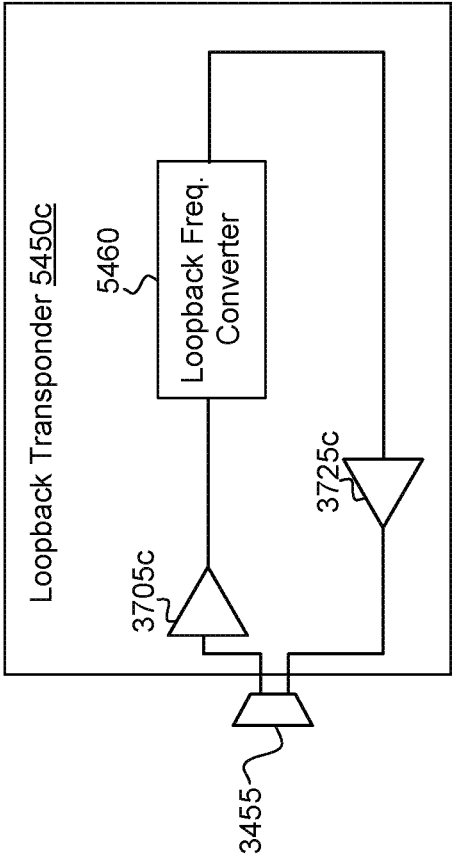 Loopback Transponder 5450c
5460
Loopback Freq.
Converter
3705c
3725c
3455